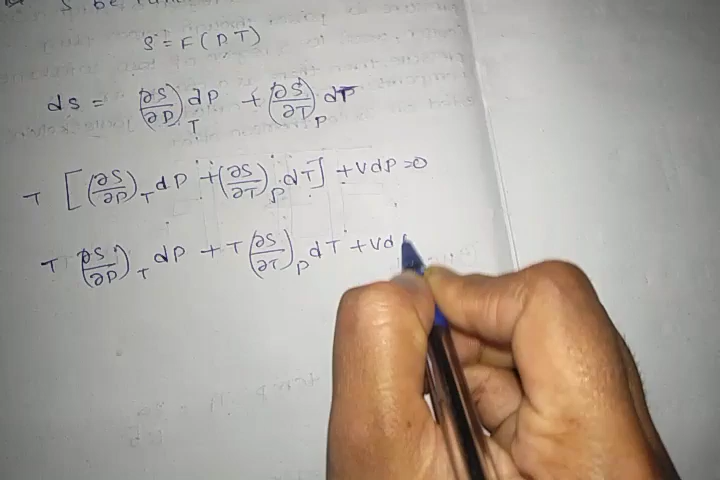 S = F(P T)
ds = (∂S/∂P)_T dP + (∂S/∂T)_P dT
T [(∂S/∂P)_T dP + (∂S/∂T)_P dT] + VdP = 0
T (∂S/∂P)_T dP + T (∂S/∂T)_P dT + Vd